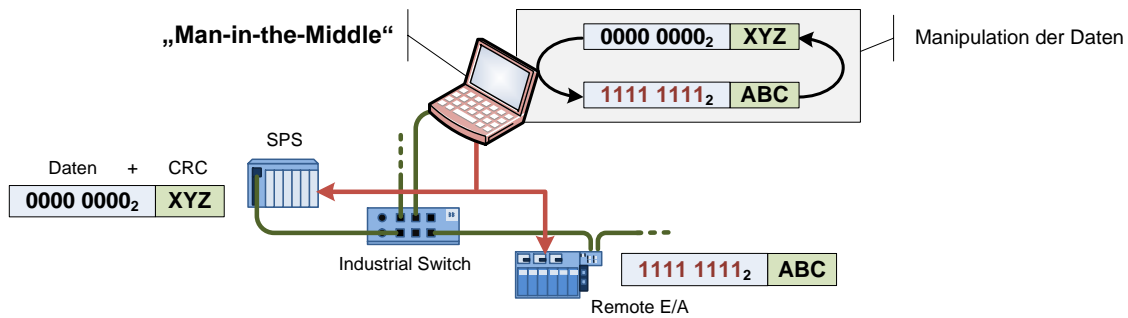 „Man-in-the-Middle“
0000 0000₂ XYZ
Manipulation der Daten
1111 1111₂ ABC
SPS
Daten + CRC
0000 0000₂ XYZ
Industrial Switch
1111 1111₂ ABC
Remote E/A